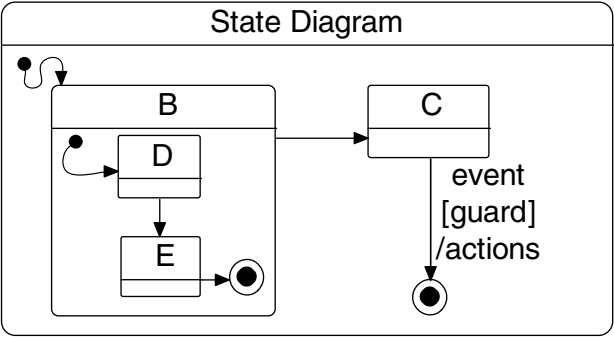 State Diagram
B
C
D
event
[guard]
/actions
E